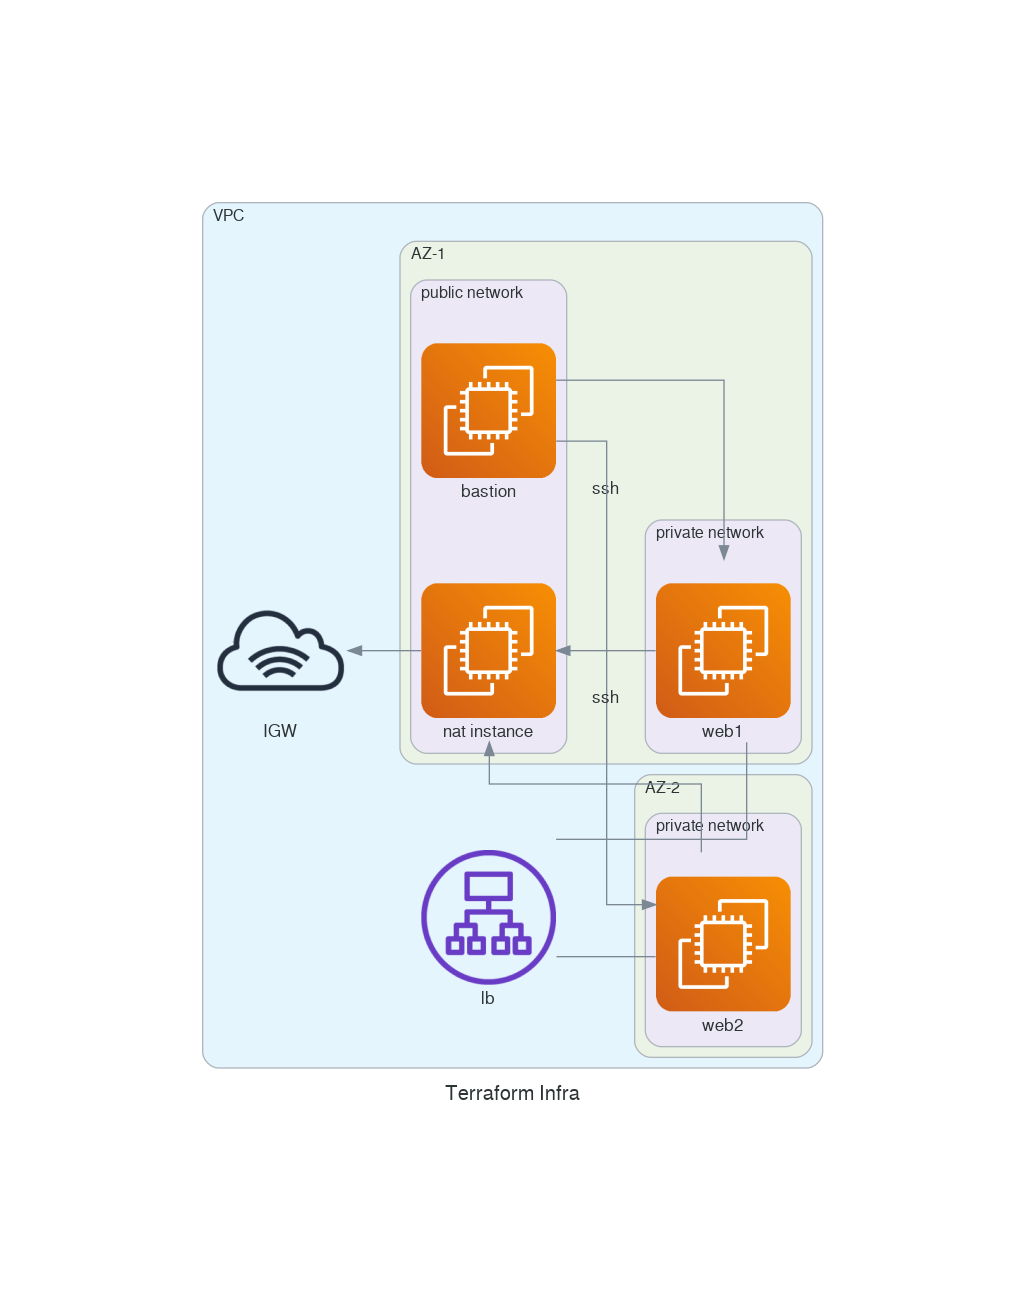 VPC
AZ-1
public network
bastion
ssh
private network
IGW
nat instance
ssh
web1
AZ-2
private network
lb
web2
Terraform Infra